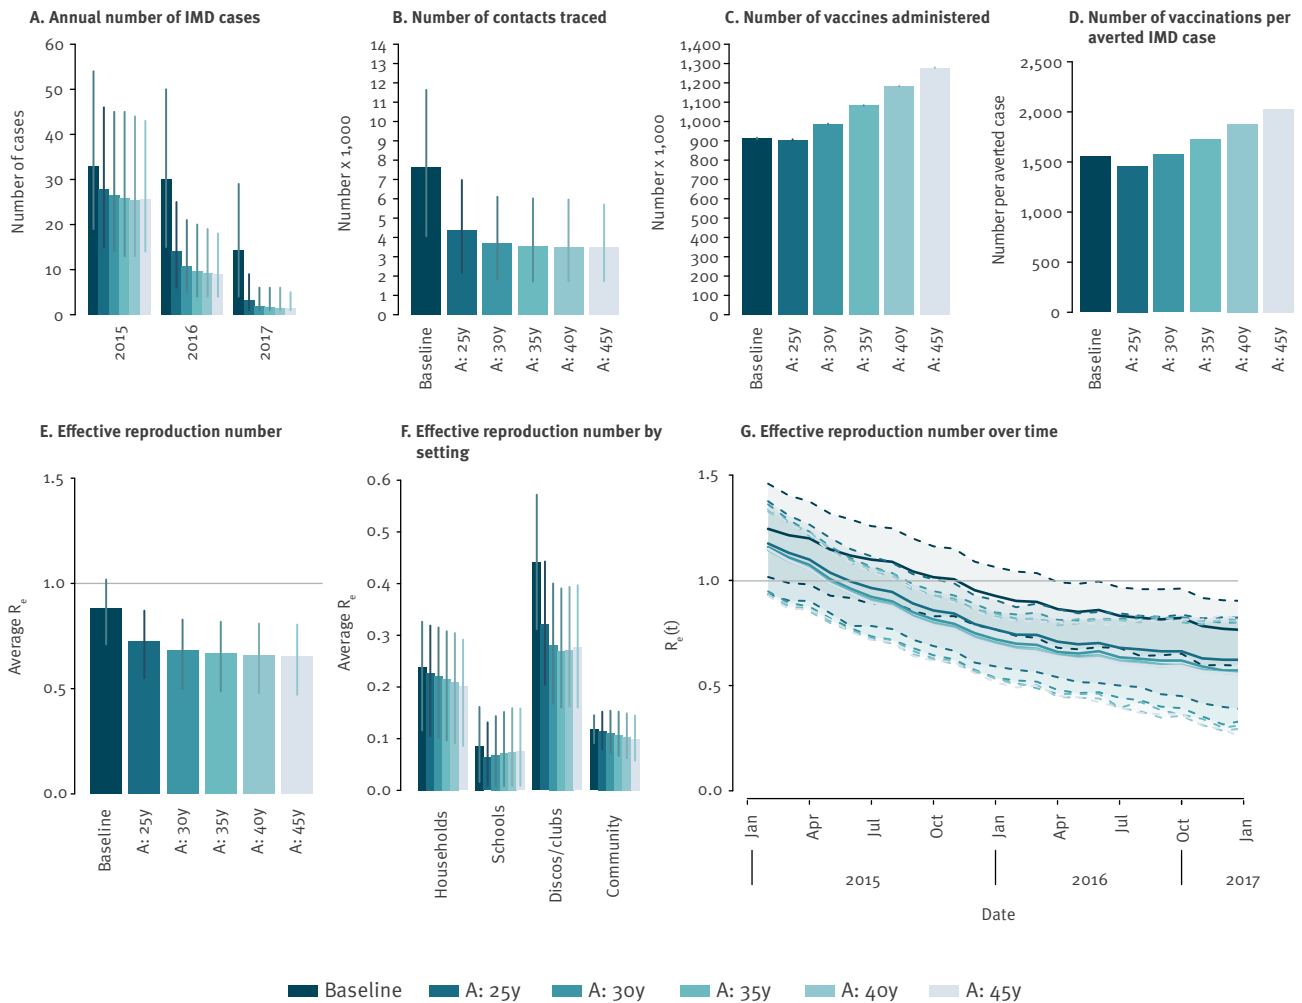 A. Annual number of IMD cases
Number of cases
60
50
40
30
20
10
0
2015
2016
2017
B. Number of contacts traced
Number x 1,000
14
13
12
11
10
9
8
7
6
5
4
3
2
1
0
Baseline
A: 25y
A: 30y
A: 35y
A: 40y
A: 45y
C. Number of vaccines administered
Number x 1,000
1,400
1,300
1,200
1,100
1,000
900
800
700
600
500
400
300
200
100
0
Baseline
A: 25y
A: 30y
A: 35y
A: 40y
A: 45y
D. Number of vaccinations per
averted IMD case
Number per averted case
2,500
2,000
1,500
1,000
500
0
Baseline
A: 25y
A: 30y
A: 35y
A: 40y
A: 45y
E. Effective reproduction number
Average Re
1.5
1.0
0.5
0.0
Baseline
A: 25y
A: 30y
A: 35y
A: 40y
A: 45y
F. Effective reproduction number by
setting
Average Re
0.6
0.5
0.4
0.3
0.2
0.1
0.0
Households
Schools
Discos/clubs
Community
G. Effective reproduction number over time
Re(t)
1.5
1.0
0.5
0.0
Jan
Apr
Jul
Oct
Jan
Apr
Jul
Oct
Jan
2015
2016
2017
Date
Baseline
A: 25y
A: 30y
A: 35y
A: 40y
A: 45y